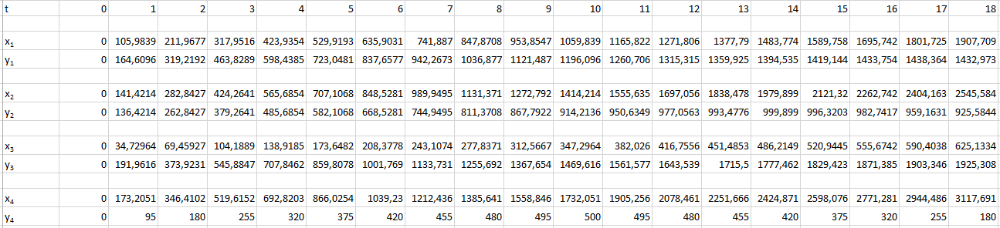 t 0 1 2 3 4 5 6 7 8 9 10 11 12 13 14 15 16 17 18
x₁ 0 105,9839 211,9677 317,9516 423,9354 529,9193 635,9031 741,887 847,8708 953,8547 1059,839 1165,822 1271,806 1377,79 1483,774 1589,758 1695,742 1801,725 1907,709
y₁ 0 164,6096 319,2192 463,8289 598,4385 723,0481 837,6577 942,2673 1036,877 1121,487 1196,096 1260,706 1315,315 1359,925 1394,535 1419,144 1433,754 1438,364 1432,973
x₂ 0 141,4214 282,8427 424,2641 565,6854 707,1068 848,5281 989,9495 1131,371 1272,792 1414,214 1555,635 1697,056 1838,478 1979,899 2121,32 2262,742 2404,163 2545,584
y₂ 0 136,4214 262,8427 379,2641 485,6854 582,1068 668,5281 744,9495 811,3708 867,7922 914,2136 950,6349 977,0563 993,4776 999,899 996,3203 982,7417 959,1631 925,5844
x₃ 0 34,72964 69,45927 104,1889 138,9185 173,6482 208,3778 243,1074 277,8371 312,5667 347,2964 382,026 416,7556 451,4853 486,2149 520,9445 555,6742 590,4038 625,1334
y₃ 0 191,9616 373,9231 545,8847 707,8462 859,8078 1001,769 1133,731 1255,692 1367,654 1469,616 1561,577 1643,539 1715,5 1777,462 1829,423 1871,385 1903,346 1925,308
x₄ 0 173,2051 346,4102 519,6152 692,8203 866,0254 1039,23 1212,436 1385,641 1558,846 1732,051 1905,256 2078,461 2251,666 2424,871 2598,076 2771,281 2944,486 3117,691
y₄ 0 95 180 255 320 375 420 455 480 495 500 495 480 455 420 375 320 255 180